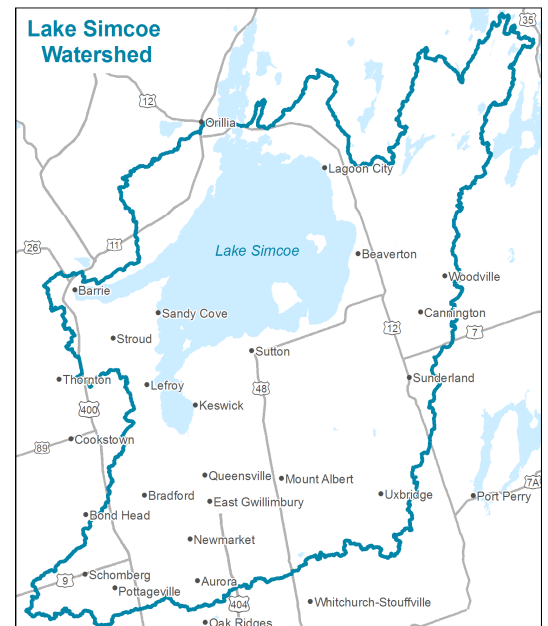 Lake Simcoe
Watershed
35
12
Orillia
Lagoon City
11
26
Lake Simcoe
Beaverton
Woodville
Barrie
Sandy Cove
Cannington
12
7
Stroud
Sutton
Thornton
Lefroy
Sunderland
48
400
Keswick
Cookstown
89
Queensville
Mount Albert
7A
Bradford
East Gwillimbury
Uxbridge
Port Perry
Bond Head
Newmarket
Schomberg
9
Aurora
Pottageville
404
Whitchurch-Stouffville
Oak Ridges